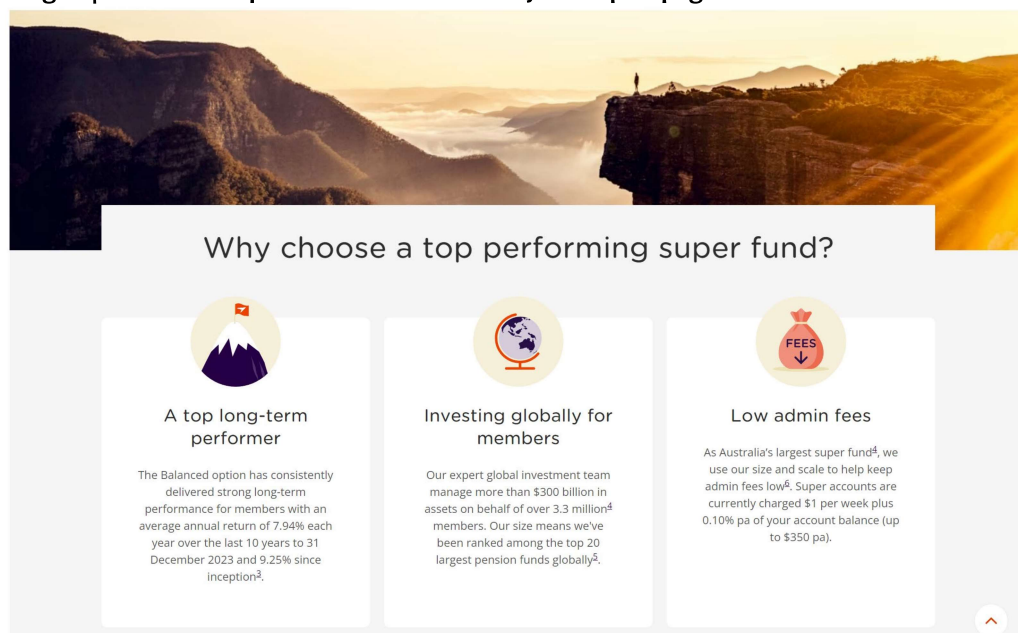 Why choose a top performing super fund?
A top long-term
performer
The Balanced option has consistently
delivered strong long-term
performance for members with an
average annual return of 7.94% each
year over the last 10 years to 31
December 2023 and 9.25% since
inception3.
Investing globally for
members
Our expert global investment team
manage more than $300 billion in
assets on behalf of over 3.3 million4
members. Our size means we've
been ranked among the top 20
largest pension funds globally5.
FEES
Low admin fees
As Australia's largest super fund4, we
use our size and scale to help keep
admin fees low6. Super accounts are
currently charged $1 per week plus
0.10% pa of your account balance (up
to $350 pa).